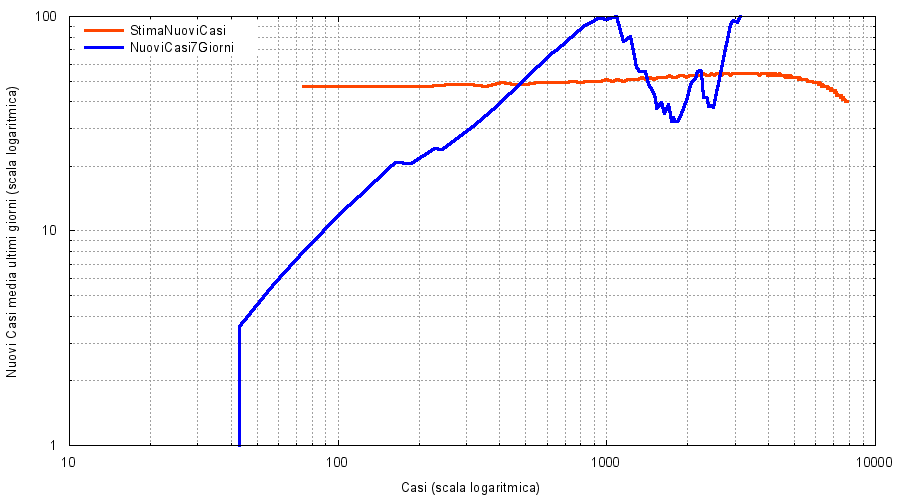 100
StimaNuoviCasi
NuoviCasi7Giorni
10
1
Nuovi Casi media ultimi giorni (scala logaritmica)
10
100
1000
10000
Casi (scala logaritmica)